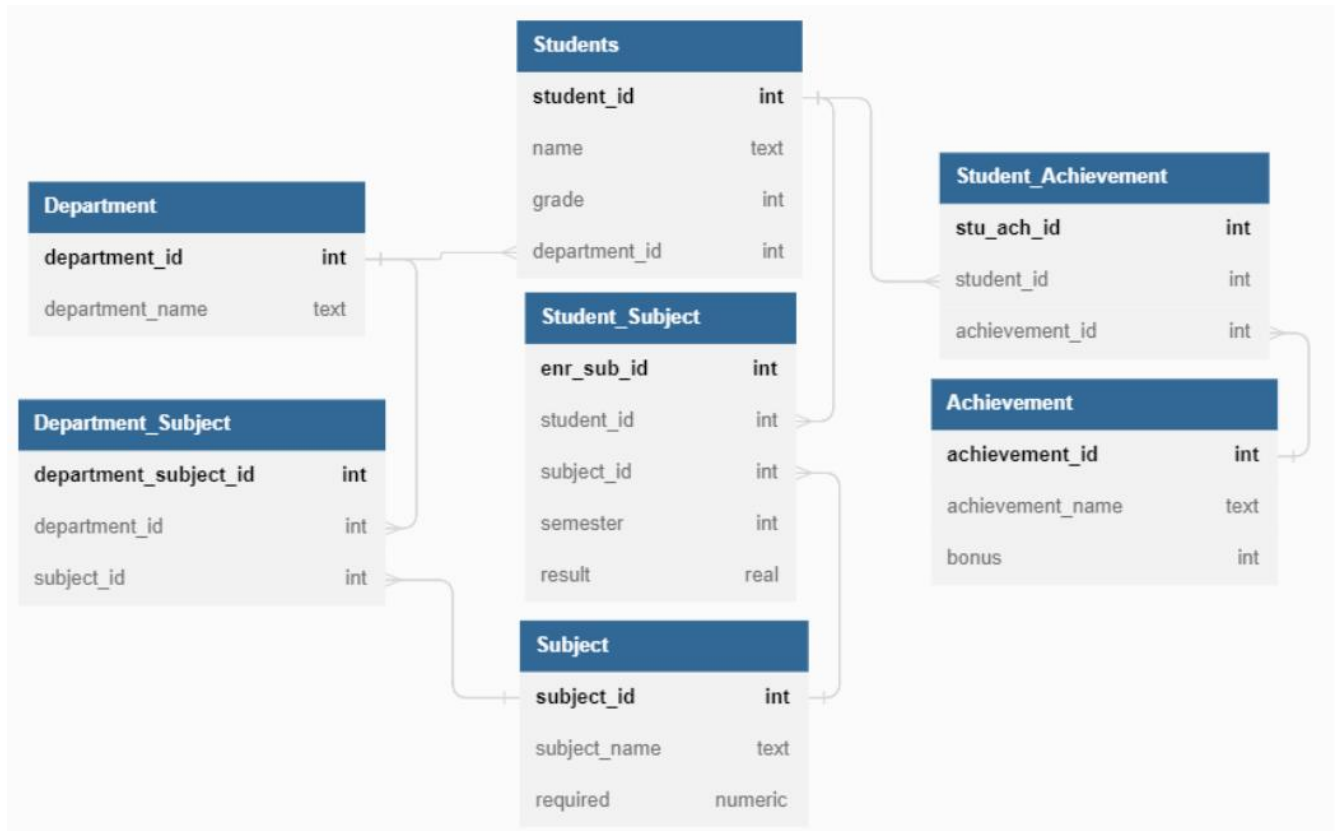 Students
student_id int
name text
grade int
department_id int
Department
department_id int
department_name text
Student_Achievement
stu_ach_id int
student_id int
achievement_id int
Student_Subject
enr_sub_id int
student_id int
subject_id int
semester int
result real
Department_Subject
department_subject_id int
department_id int
subject_id int
Achievement
achievement_id int
achievement_name text
bonus int
Subject
subject_id int
subject_name text
required numeric